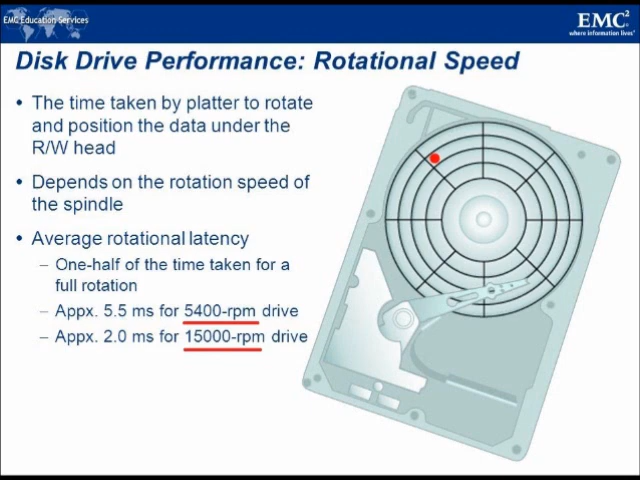 EMC Education Services
EMC²
where information lives®
Disk Drive Performance: Rotational Speed
• The time taken by platter to rotate
and position the data under the
R/W head
• Depends on the rotation speed of
the spindle
• Average rotational latency
– One-half of the time taken for a
full rotation
– Appx. 5.5 ms for 5400-rpm drive
– Appx. 2.0 ms for 15000-rpm drive